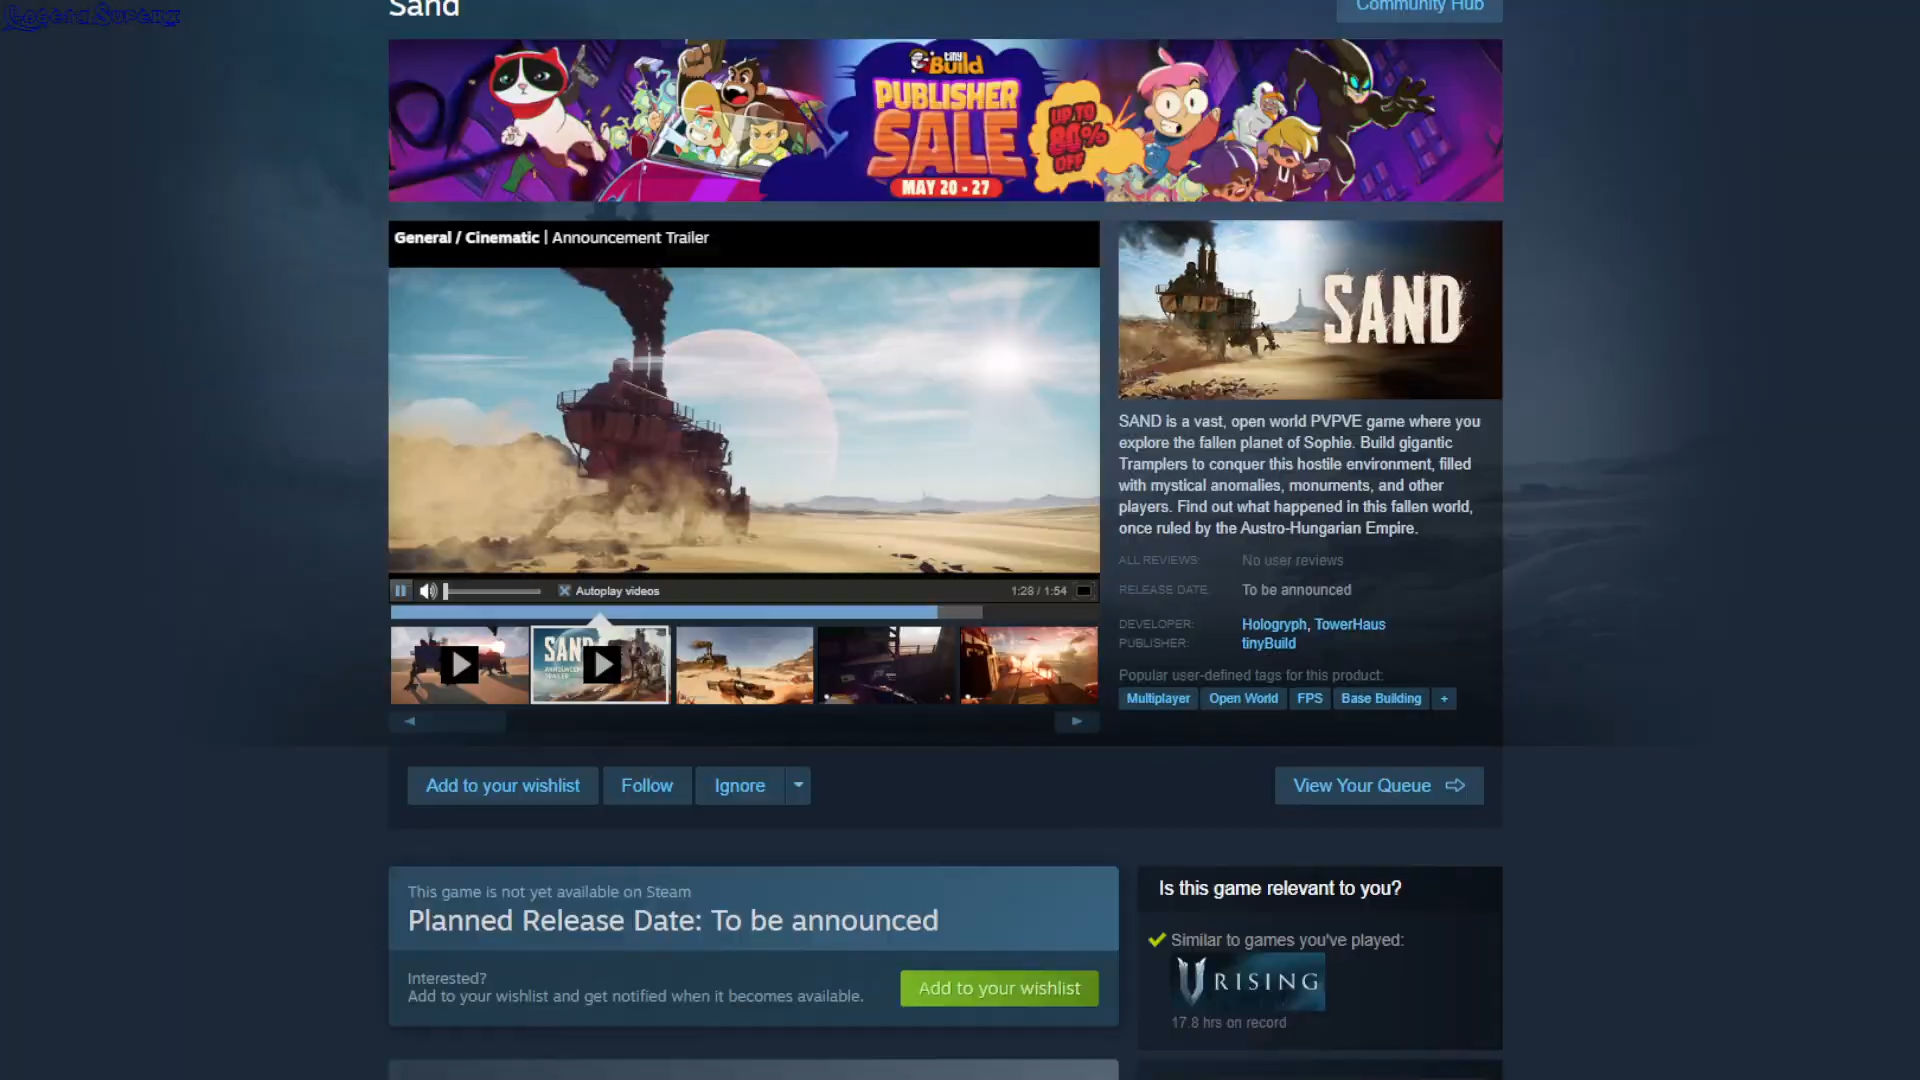 Sand
Community Hub
tiny
Build
PUBLISHER
SALE
MAY 20 - 27
UP TO
80%
OFF
General / Cinematic | Announcement Trailer
SAND
SAND is a vast, open world PVPVE game where you
explore the fallen planet of Sophie. Build gigantic
Tramplers to conquer this hostile environment, filled
with mystical anomalies, monuments, and other
players. Find out what happened in this fallen world,
once ruled by the Austro-Hungarian Empire.
ALL REVIEWS: No user reviews
RELEASE DATE: To be announced
DEVELOPER: Hologryph, TowerHaus
PUBLISHER: tinyBuild
Popular user-defined tags for this product:
Multiplayer Open World FPS Base Building +
Autoplay videos 1:28 / 1:54
SAND
TRAILER
Add to your wishlist Follow Ignore
View Your Queue
This game is not yet available on Steam
Planned Release Date: To be announced
Interested?
Add to your wishlist and get notified when it becomes available.
Add to your wishlist
Is this game relevant to you?
Similar to games you've played:
V RISING
17.8 hrs on record